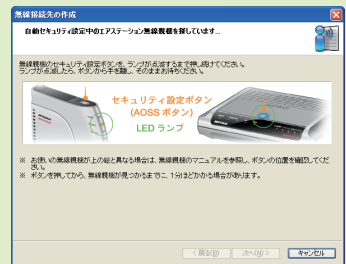 無線接続先の作成
自動セキュリティ設定中のエアステーション無線親機を探しています...
無線親機のセキュリティ設定ボタンを、ランプが点滅するまで押し続けてください。
ランプが点滅したら、ボタンから手を離し、そのままお待ちください。
セキュリティ設定ボタン
(AOSS ボタン)
LED ランプ
※ お使いの無線親機が上の絵と異なる場合は、無線親機のマニュアルを参照し、ボタンの位置を確認してくだ
さい。
※ ボタンを押してから、無線親機が見つかるまでに、1分ほどかかる場合があります。
< 戻る(B)
次へ(N) >
キャンセル